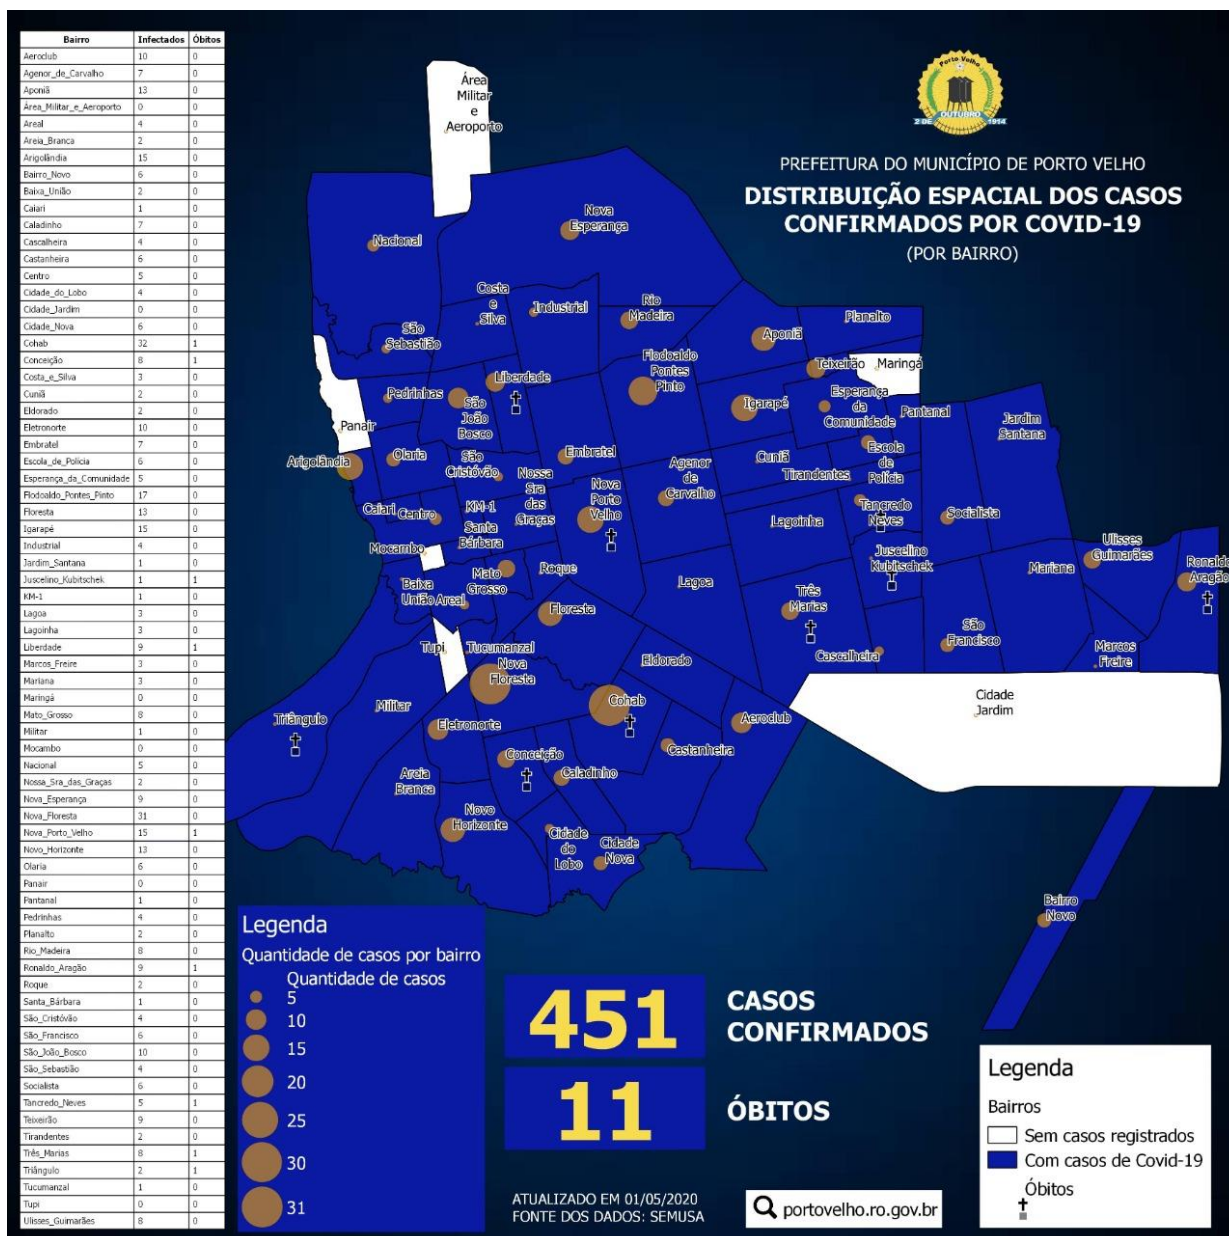 Bairro Infectados Óbitos
Aeroclub 10 0
Agenor_de_Carvalho 7 0
Aponiã 13 0
Área_Militar_e_Aeroporto 0 0
Areal 4 0
Areia_Branca 2 0
Arigolândia 15 0
Bairro_Novo 6 0
Baixa_União 2 0
Caiari 1 0
Caladinho 7 0
Cascalheira 4 0
Castanheira 6 0
Centro 5 0
Cidade_do_Lobo 4 0
Cidade_Jardim 0 0
Cidade_Nova 6 0
Cohab 32 1
Conceição 8 1
Costa_e_Silva 3 0
Cuniã 2 0
Eldorado 2 0
Eletronorte 10 0
Embratel 7 0
Escola_de_Polícia 6 0
Esperança_da_Comunidade 5 0
Flodoaldo_Pontes_Pinto 17 0
Floresta 13 0
Igarapé 15 0
Industrial 4 0
Jardim_Santana 1 0
Juscelino_Kubitschek 1 1
KM-1 1 0
Lagoa 3 0
Lagoinha 3 0
Liberdade 9 1
Marcos_Freire 3 0
Mariana 3 0
Maringá 0 0
Mato_Grosso 8 0
Militar 1 0
Mocambo 0 0
Nacional 5 0
Nossa_Sra_das_Graças 2 0
Nova_Esperança 9 0
Nova_Floresta 31 0
Nova_Porto_Velho 15 1
Novo_Horizonte 13 0
Olaria 6 0
Panair 0 0
Pantanal 1 0
Pedrinhas 4 0
Planalto 2 0
Rio_Madeira 8 0
Ronaldo_Aragão 9 1
Roque 2 0
Santa_Bárbara 1 0
São_Cristóvão 4 0
São_Francisco 6 0
São_João_Bosco 10 0
São_Sebastião 4 0
Socialista 6 0
Tancredo_Neves 5 1
Teixeirão 9 0
Tirandentes 2 0
Três_Marias 8 1
Triângulo 2 1
Tucumanzal 1 0
Tupi 0 0
Ulisses_Guimarães 8 0
Porto Velho
2 DE OUTUBRO 1914
PREFEITURA DO MUNICÍPIO DE PORTO VELHO
DISTRIBUIÇÃO ESPACIAL DOS CASOS
CONFIRMADOS POR COVID-19
(POR BAIRRO)
Área
Militar
e
Aeroporto
Nacional
Nova
Esperança
Costa
e
Silva
Industrial
Rio
Madeira
São
Sebastião
Aponiã
Planalto
Flodoaldo
Pontes
Pinto
Teixeirão
Maringá
Liberdade
Pedrinhas
São
João
Bosco
Igarapé
Esperança
da
Comunidade
Pantanal
Jardim
Santana
Panair
Arigolândia
Olaria
São
Cristóvão
Nossa
Sra
das
Graças
Embratel
Nova
Porto
Velho
Agenor
de
Carvalho
Cuniã
Tirandentes
Escola
de
Polícia
Caiari
Centro
KM-1
Santa
Bárbara
Lagoinha
Tancredo
Neves
Socialista
Mocambo
Baixa
União
Areal
Mato
Grosso
Roque
Lagoa
Juscelino
Kubitschek
Mariana
Ulisses
Guimarães
Ronaldo
Aragão
Floresta
Três
Marias
São
Francisco
Cascalheira
Marcos
Freire
Tupi
Tucumanzal
Nova
Floresta
Eldorado
Cidade
Jardim
Triângulo
Militar
Cohab
Aeroclub
Eletronorte
Conceição
Castanheira
Areia
Branca
Caladinho
Novo
Horizonte
Cidade
do
Lobo
Cidade
Nova
Bairro
Novo
Legenda
Quantidade de casos por bairro
Quantidade de casos
5
10
15
20
25
30
31
451
CASOS
CONFIRMADOS
11
ÓBITOS
ATUALIZADO EM 01/05/2020
FONTE DOS DADOS: SEMUSA
portovelho.ro.gov.br
Legenda
Bairros
Sem casos registrados
Com casos de Covid-19
Óbitos